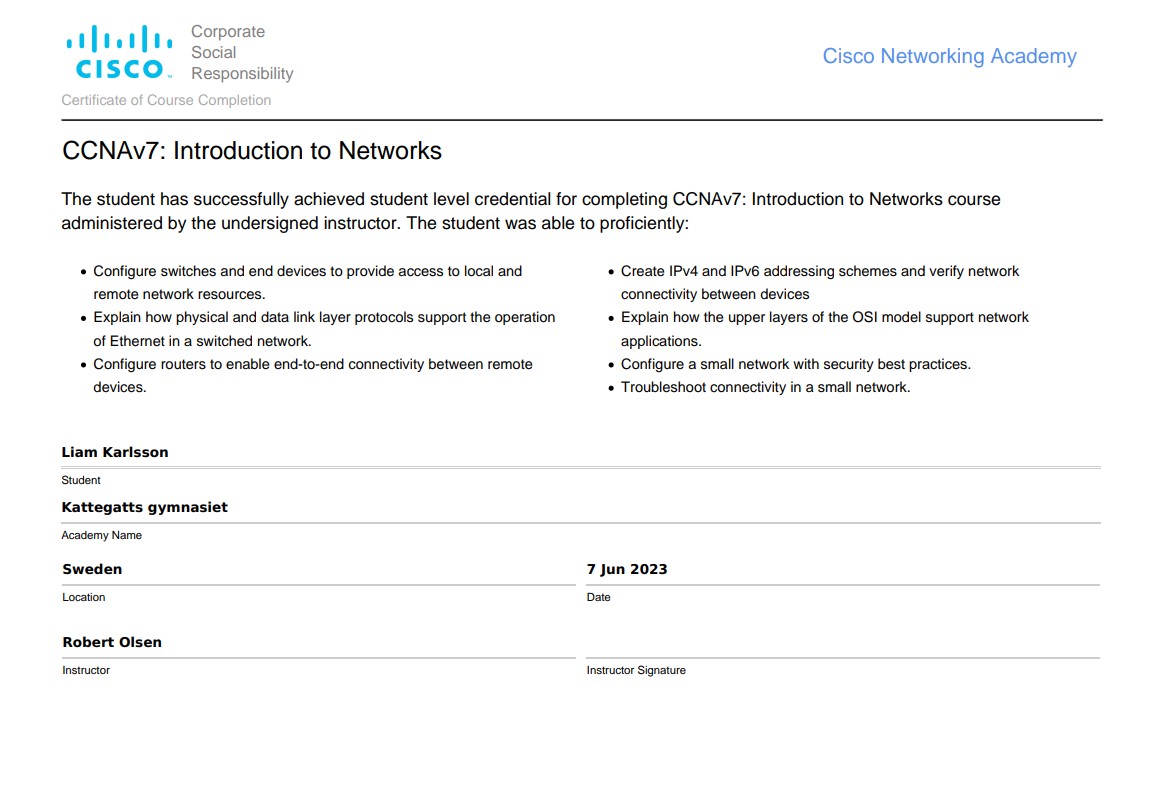 Corporate
Social
Responsibility
CISCO
Cisco Networking Academy
Certificate of Course Completion
CCNAv7: Introduction to Networks
The student has successfully achieved student level credential for completing CCNAv7: Introduction to Networks course
administered by the undersigned instructor. The student was able to proficiently:
• Configure switches and end devices to provide access to local and
remote network resources.
• Explain how physical and data link layer protocols support the operation
of Ethernet in a switched network.
• Configure routers to enable end-to-end connectivity between remote
devices.
• Create IPv4 and IPv6 addressing schemes and verify network
connectivity between devices
• Explain how the upper layers of the OSI model support network
applications.
• Configure a small network with security best practices.
• Troubleshoot connectivity in a small network.
Liam Karlsson
Student
Kattegatts gymnasiet
Academy Name
Sweden
Location
7 Jun 2023
Date
Robert Olsen
Instructor
Instructor Signature